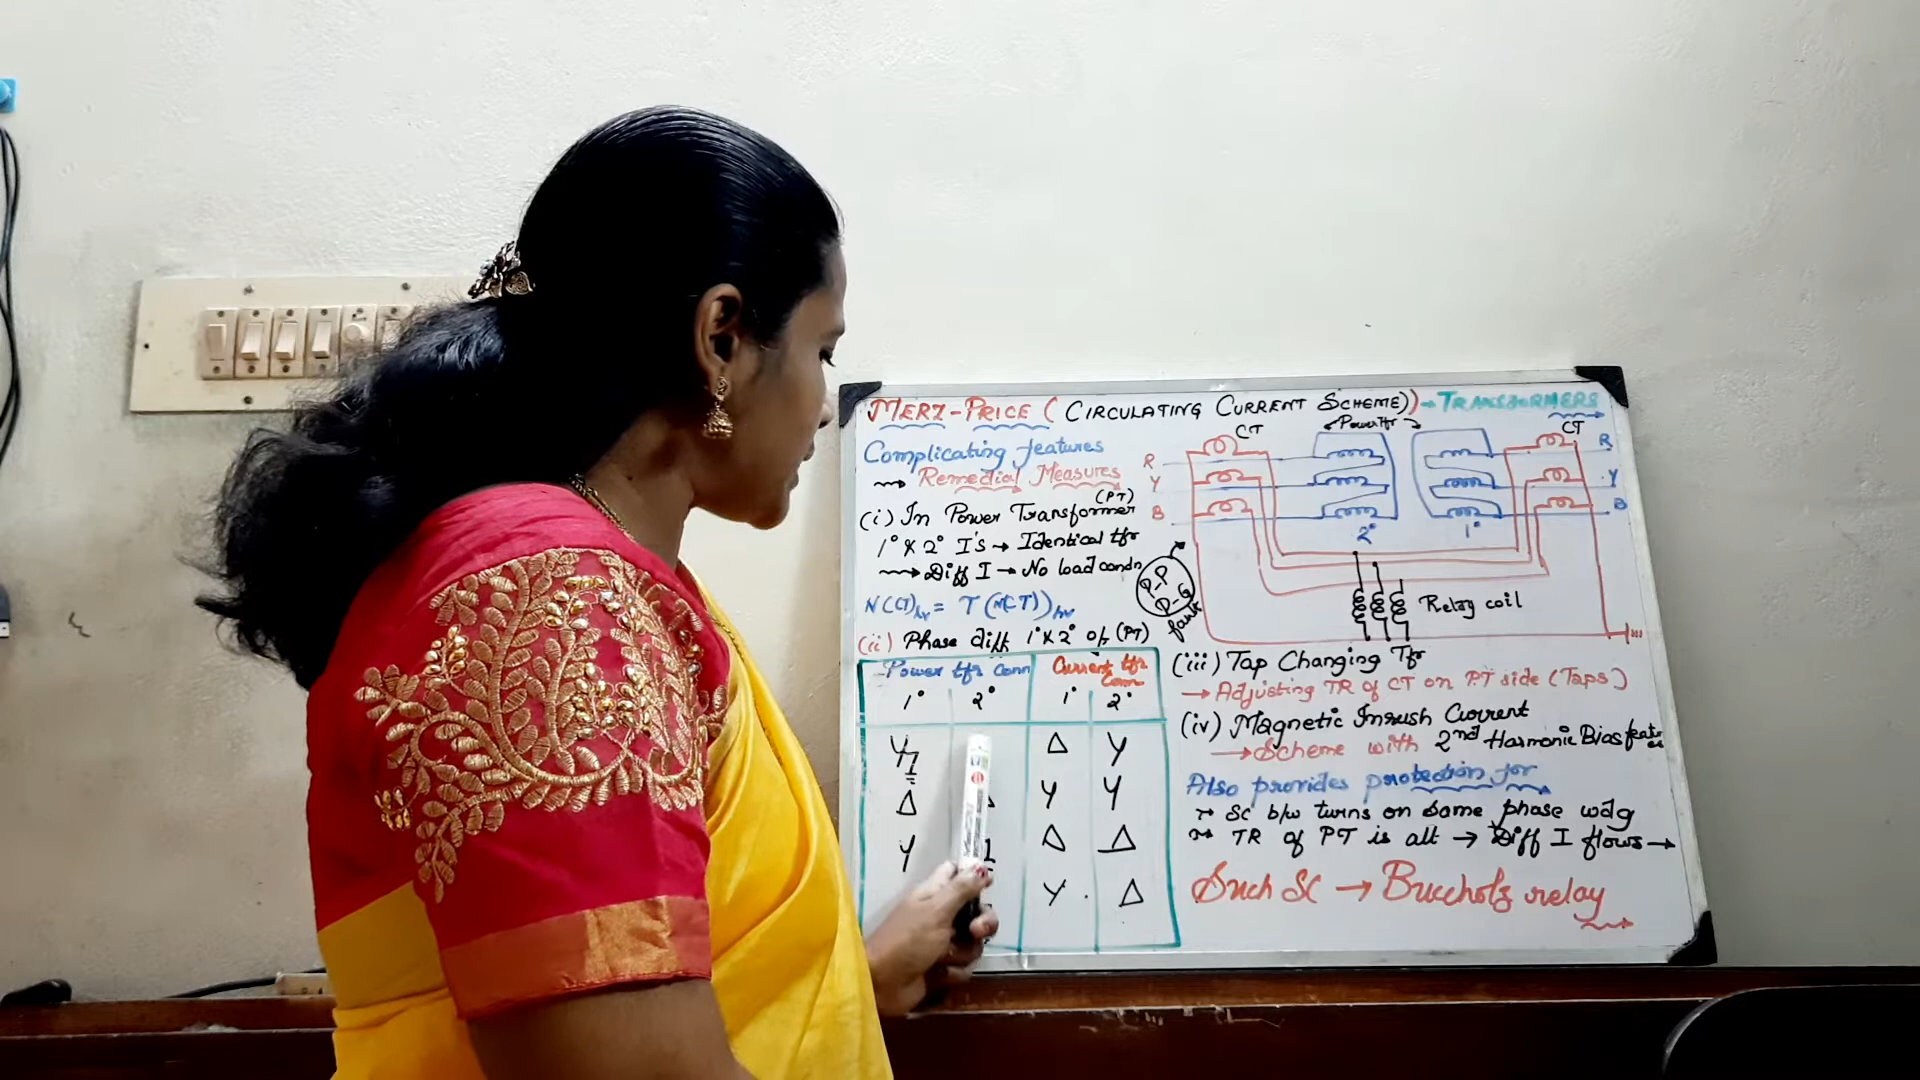 MERZ-PRICE ( CIRCULATING CURRENT SCHEME)) → TRANSFORMERS
Complicating features
Remedial Measures
(i) In Power Transformer (PT)
1° & 2° I's → Identical tfr
Diff I → No load condn
N(CT)hv = T(NCT))hv
(ii) Phase diff 1° & 2° of (PT)
Power tfr Conn
Current tfr Conn
1° 2° 1° 2°
Y Δ Y
Δ Y Y
Y Δ Δ
Y Δ
CT
Power tfr
CT
R
Y
B
R
Y
B
2°
1°
P-P
P-G
fault
Relay coil
(iii) Tap Changing Tfr
→ Adjusting TR of CT on PT side (Taps)
(iv) Magnetic Inrush Current
→ Scheme with 2nd Harmonic Bias
Also provides protection for
Sc b/w turns on same phase wdg
TR of PT is alt → Diff I flows →
Such SC → Buchholz relay